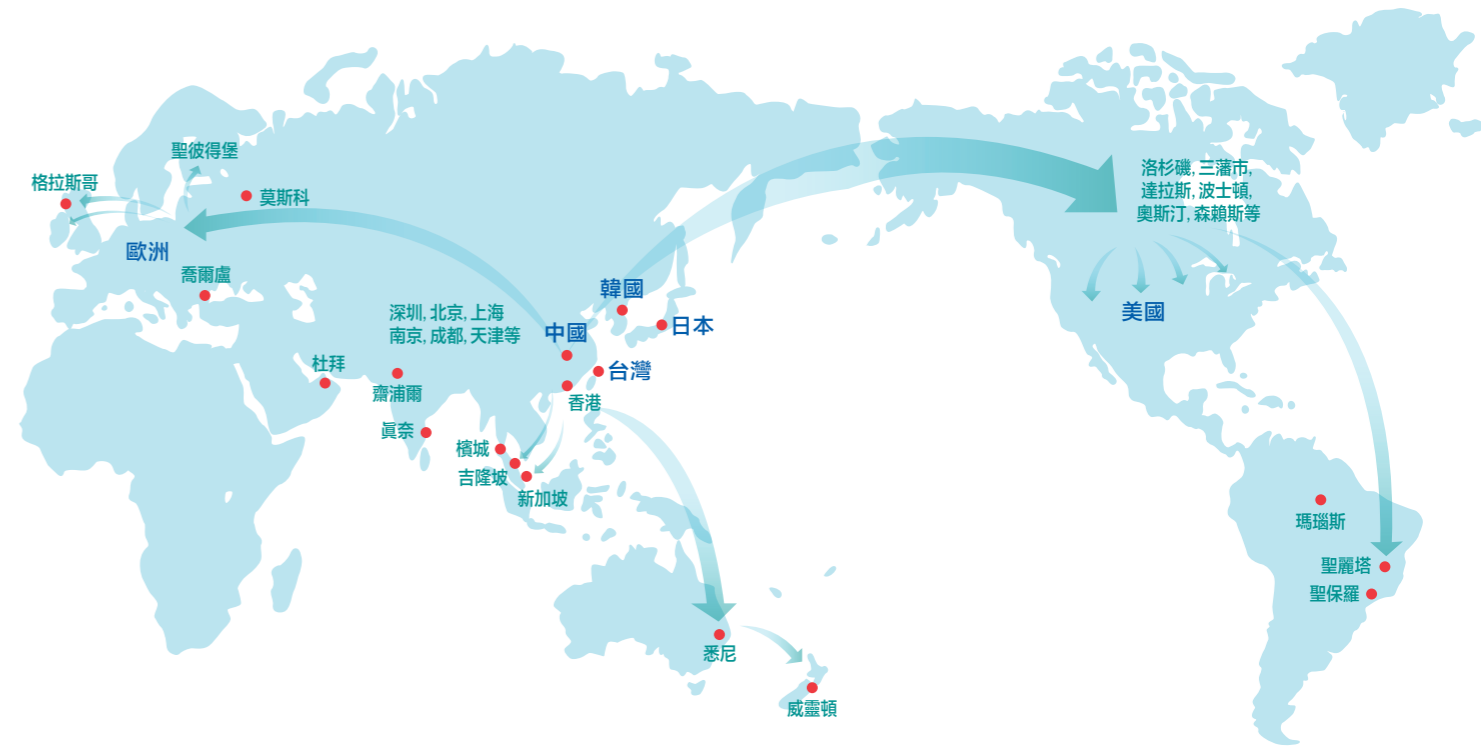 聖彼得堡
格拉斯哥
莫斯科
歐洲
喬爾盧
深圳, 北京, 上海
南京, 成都, 天津等
韓國
中國
日本
台灣
香港
杜拜
齋浦爾
眞奈
檳城
吉隆坡
新加坡
悉尼
威靈頓
洛杉磯, 三藩市,
達拉斯, 波士頓,
奧斯汀, 森賴斯等
美國
瑪瑙斯
聖麗塔
聖保羅